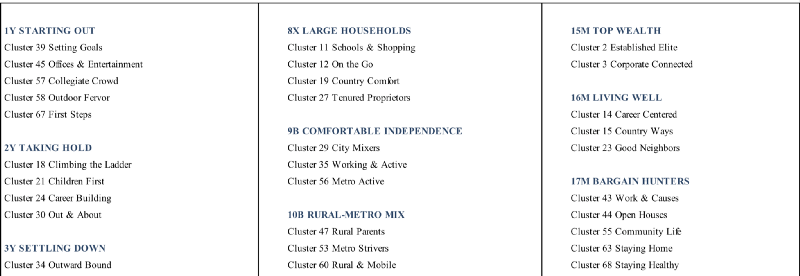 1Y STARTING OUT
Cluster 39 Setting Goals
Cluster 45 Offices & Entertainment
Cluster 57 Collegiate Crowd
Cluster 58 Outdoor Fervor
Cluster 67 First Steps
2Y TAKING HOLD
Cluster 18 Climbing the Ladder
Cluster 21 Children First
Cluster 24 Career Building
Cluster 30 Out & About
3Y SETTLING DOWN
Cluster 34 Outward Bound
8X LARGE HOUSEHOLDS
Cluster 11 Schools & Shopping
Cluster 12 On the Go
Cluster 19 Country Comfort
Cluster 27 Tenured Proprietors
9B COMFORTABLE INDEPENDENCE
Cluster 29 City Mixers
Cluster 35 Working & Active
Cluster 56 Metro Active
10B RURAL-METRO MIX
Cluster 47 Rural Parents
Cluster 53 Metro Strivers
Cluster 60 Rural & Mobile
15M TOP WEALTH
Cluster 2 Established Elite
Cluster 3 Corporate Connected
16M LIVING WELL
Cluster 14 Career Centered
Cluster 15 Country Ways
Cluster 23 Good Neighbors
17M BARGAIN HUNTERS
Cluster 43 Work & Causes
Cluster 44 Open Houses
Cluster 55 Community Life
Cluster 63 Staying Home
Cluster 68 Staying Healthy